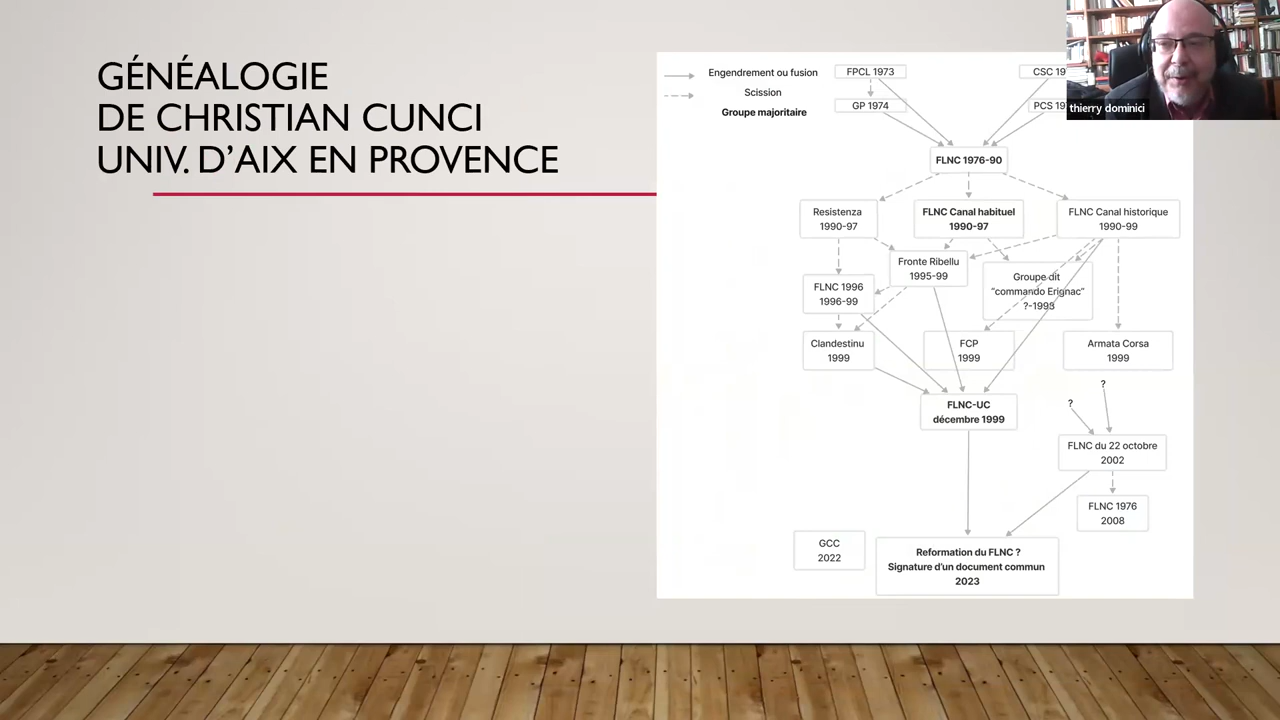 GÉNÉALOGIE
DE CHRISTIAN CUNCI
UNIV. D’AIX EN PROVENCE
Engendrement ou fusion
Scission
Groupe majoritaire
FPCL 1973
CSC 19
GP 1974
PCS 19
thierry dominici
FLNC 1976-90
Resistenza
1990-97
FLNC Canal habituel
1990-97
FLNC Canal historique
1990-99
Fronte Ribellu
1995-99
Groupe dit
“commando Erignac”
?-1998
FLNC 1996
1996-99
Clandestinu
1999
FCP
1999
Armata Corsa
1999
?
?
FLNC-UC
décembre 1999
FLNC du 22 octobre
2002
FLNC 1976
2008
GCC
2022
Reformation du FLNC ?
Signature d’un document commun
2023